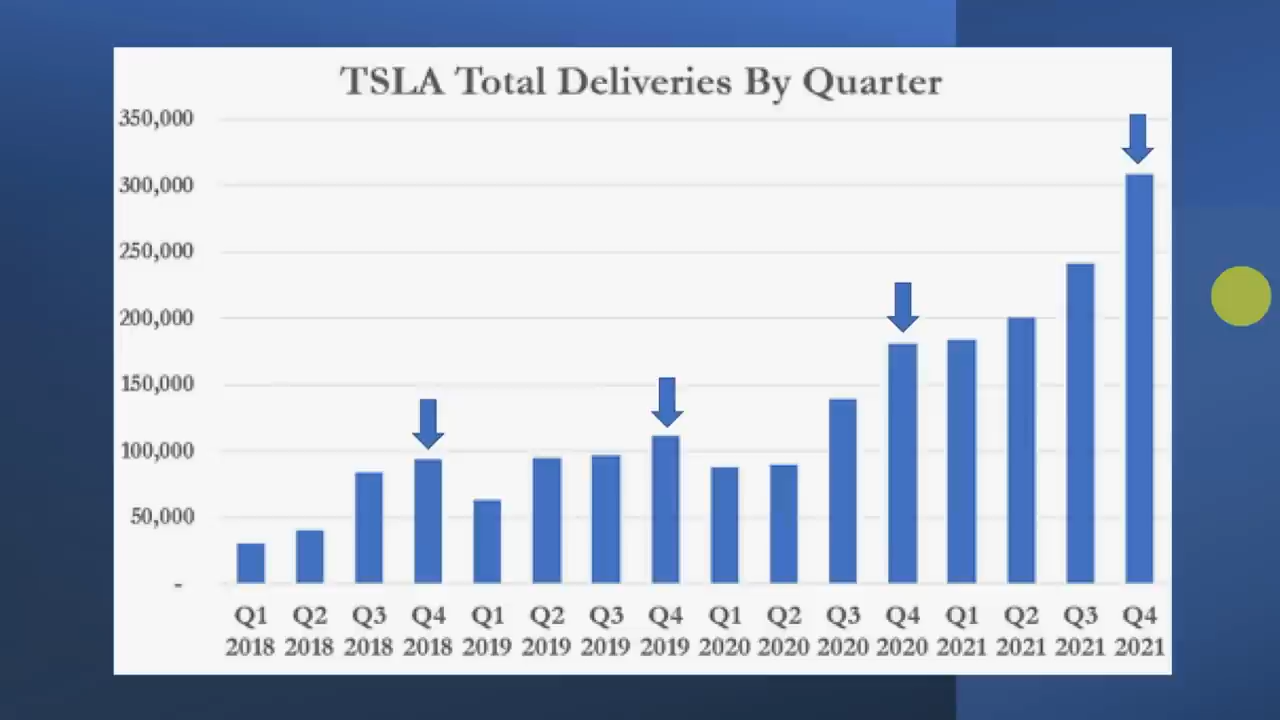 TSLA Total Deliveries By Quarter
350,000
300,000
250,000
200,000
150,000
100,000
50,000
-
Q1 Q2 Q3 Q4 Q1 Q2 Q3 Q4 Q1 Q2 Q3 Q4 Q1 Q2 Q3 Q4
2018 2018 2018 2018 2019 2019 2019 2019 2020 2020 2020 2020 2021 2021 2021 2021